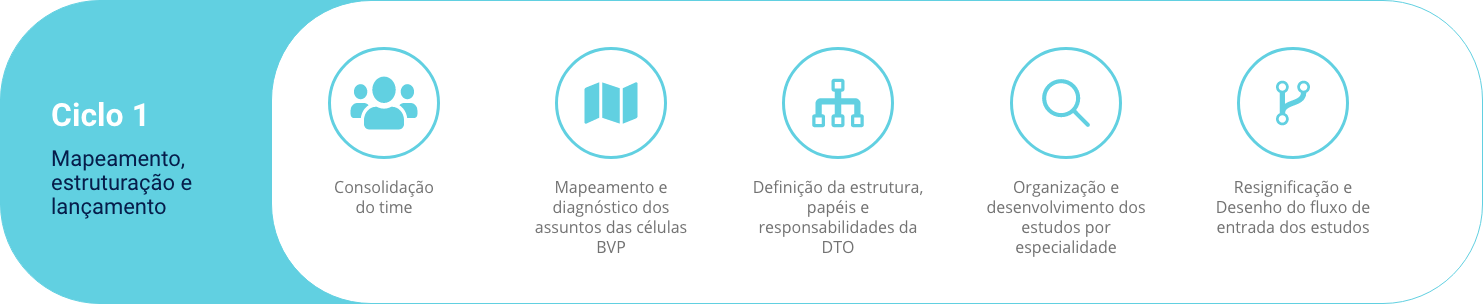 Ciclo 1
Mapeamento,
estruturação e
lançamento
Consolidação
do time
Mapeamento e
diagnóstico dos
assuntos das células
BVP
Definição da estrutura,
papéis e
responsabilidades da
DTO
Organização e
desenvolvimento dos
estudos por
especialidade
Resignificação e
Desenho do fluxo de
entrada dos estudos